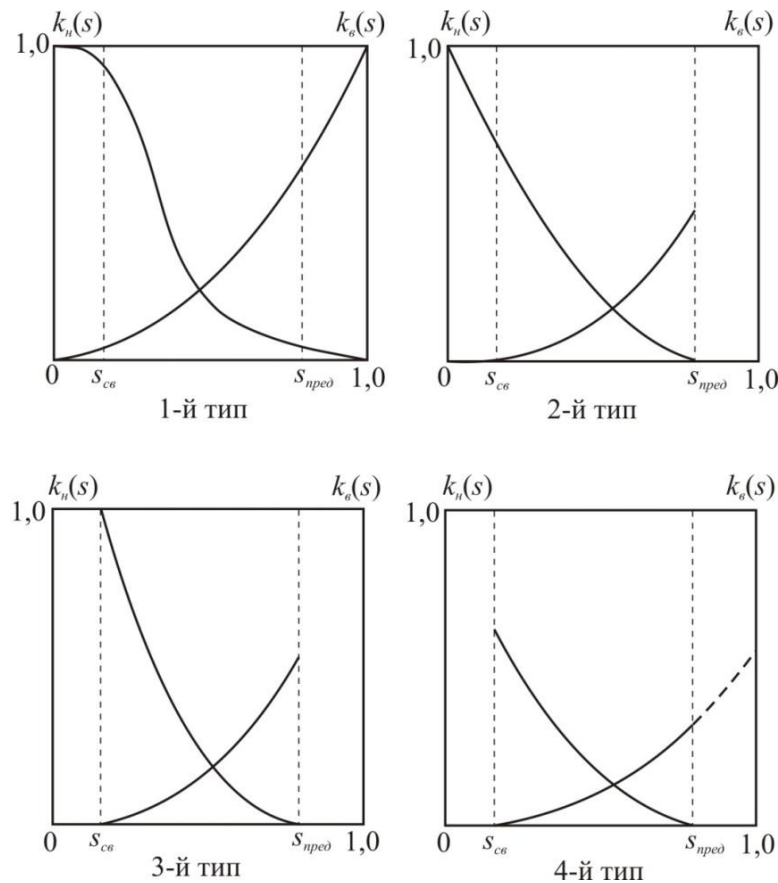 kн(s) kв(s) kн(s) kв(s)
1,0 1,0
0 sсв sпред 1,0 0 sсв sпред 1,0
1-й тип 2-й тип
kн(s) kв(s) kн(s) kв(s)
1,0 1,0
0 sсв sпред 1,0 0 sсв sпред 1,0
3-й тип 4-й тип